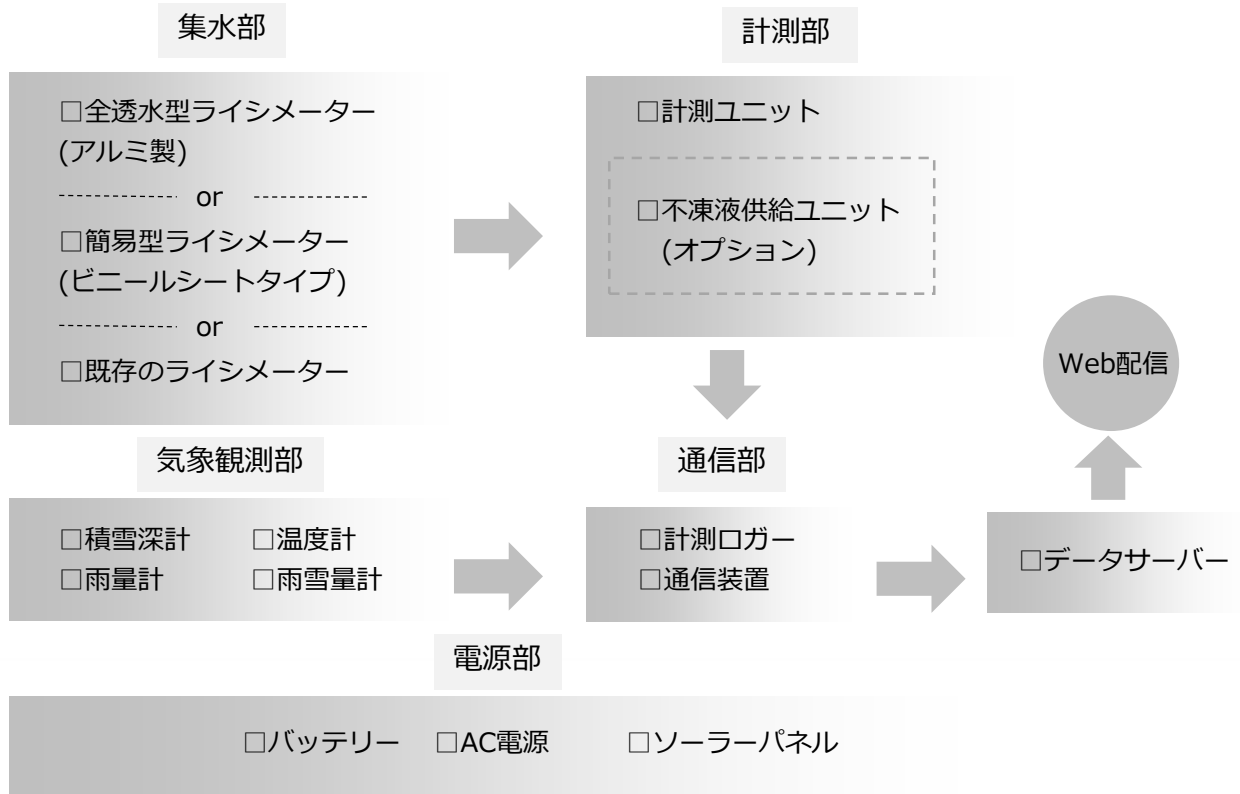 集水部
□全透水型ライシメーター
(アルミ製)
or
□簡易型ライシメーター
(ビニールシートタイプ)
or
□既存のライシメーター
計測部
□計測ユニット
□不凍液供給ユニット
(オプション)
気象観測部
□積雪深計 □温度計
□雨量計 □雨雪量計
通信部
□計測ロガー
□通信装置
Web配信
□データサーバー
電源部
□バッテリー □AC電源 □ソーラーパネル